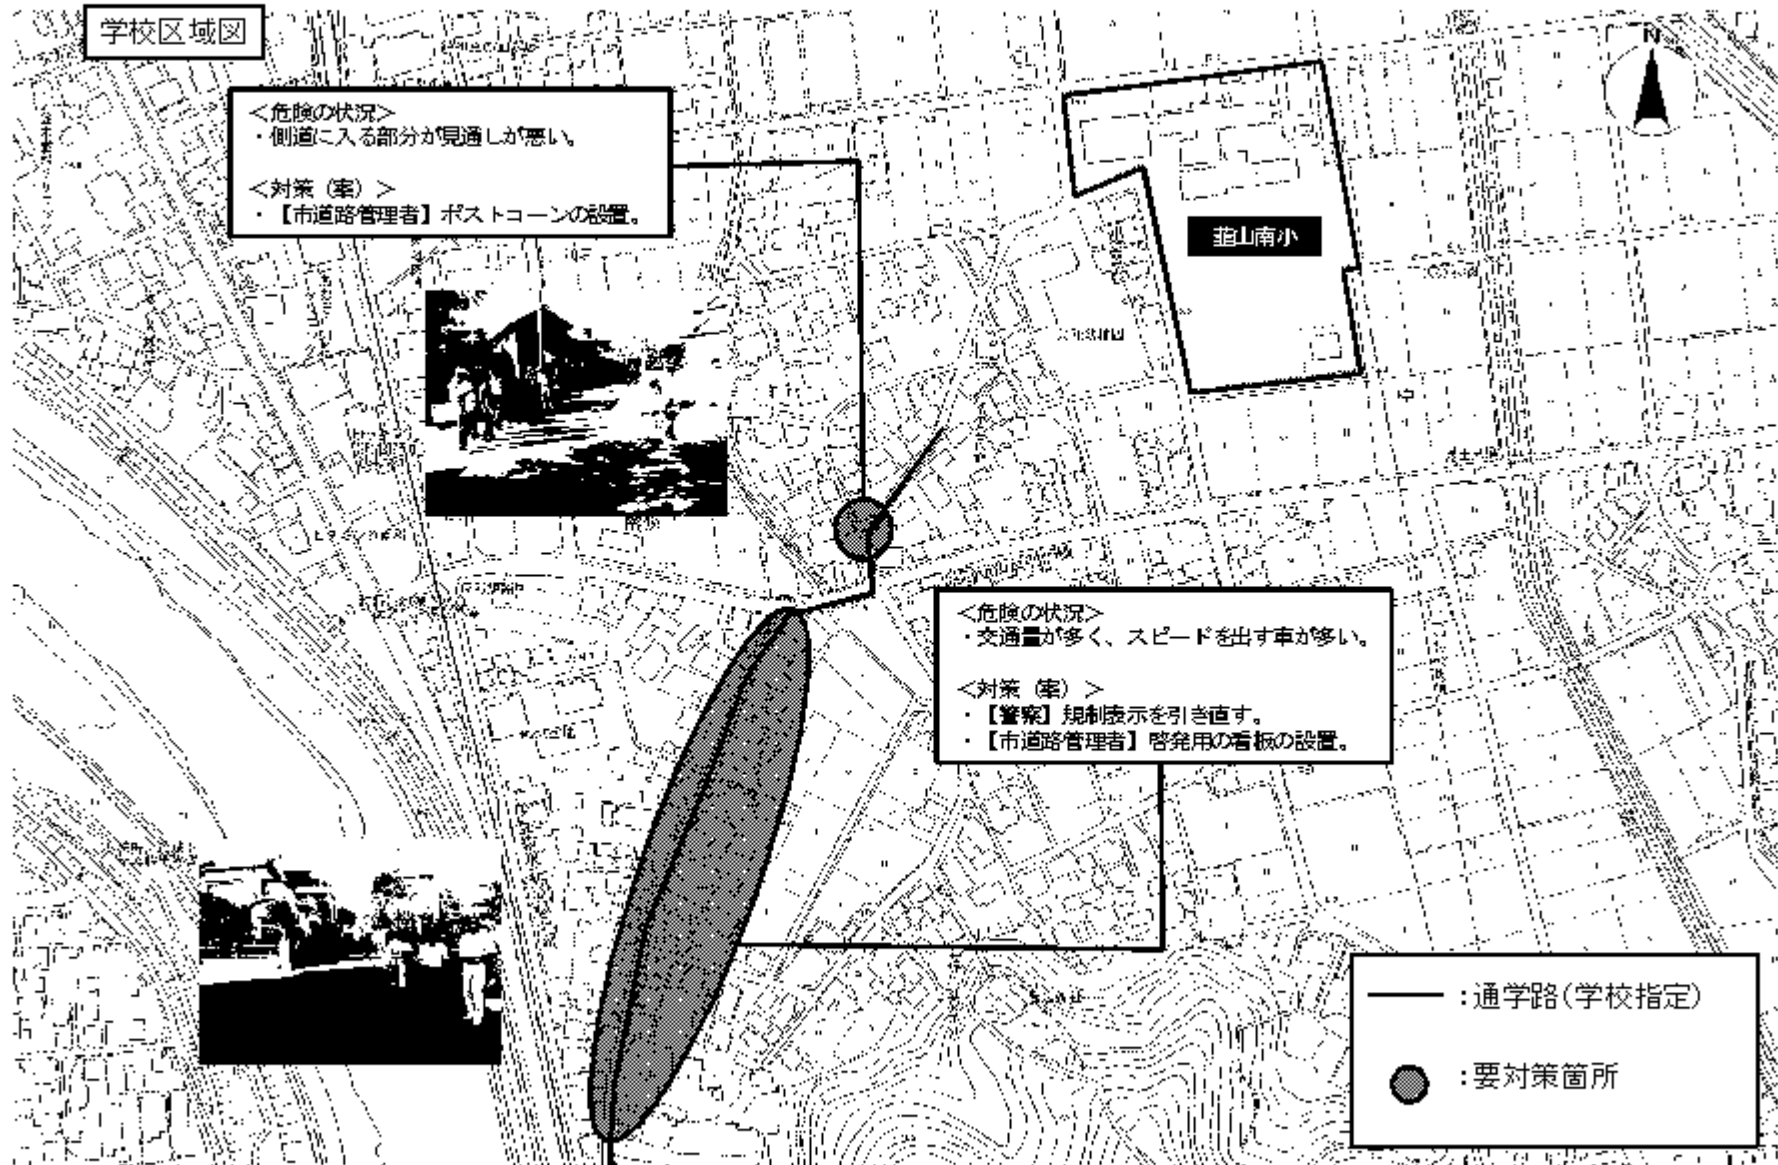 学校区域図
N
＜危険の状況＞
・側道に入る部分が見通しが悪い。
＜対策（案）＞
・【市道路管理者】ポストコーンの設置。
韮山南小
＜危険の状況＞
・交通量が多く、スピードを出す車が多い。
＜対策（案）＞
・【警察】規制表示を引き直す。
・【市道路管理者】啓発用の看板の設置。
：通学路(学校指定)
：要対策箇所